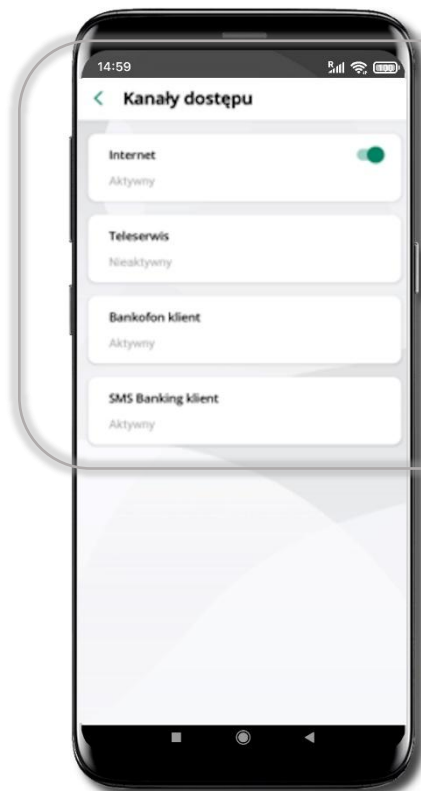 14:59
Kanały dostępu
Internet
Aktywny
Teleserwis
Nieaktywny
Bankofon klient
Aktywny
SMS Banking klient
Aktywny